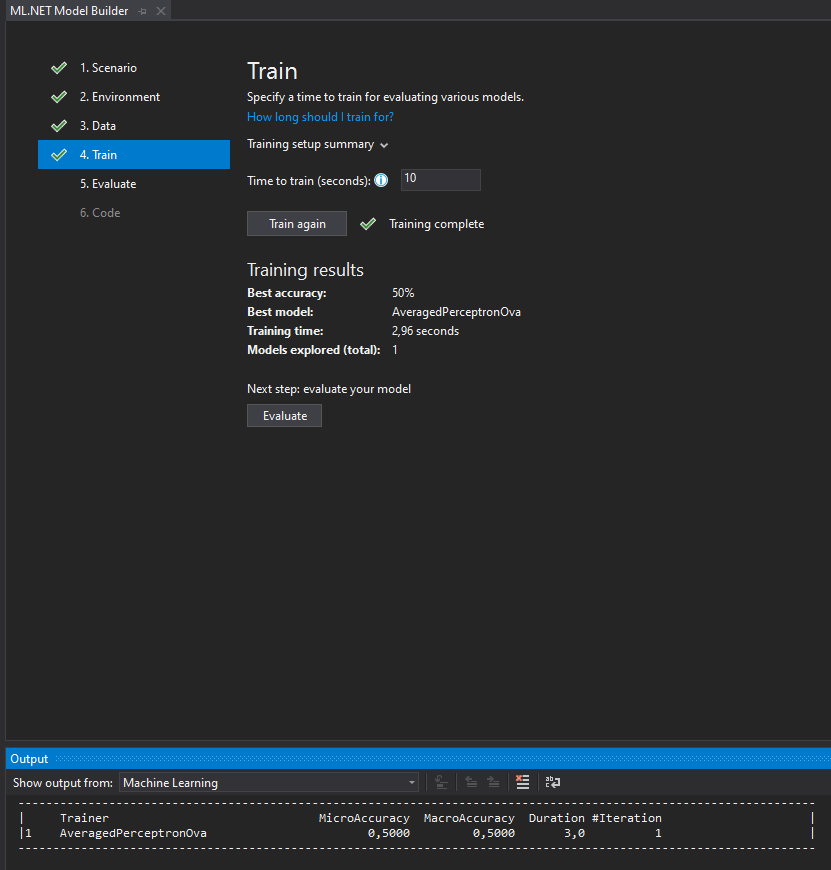 ML.NET Model Builder
1. Scenario
2. Environment
3. Data
4. Train
5. Evaluate
6. Code
Train
Specify a time to train for evaluating various models.
How long should I train for?
Training setup summary
Time to train (seconds): 10
Train again Training complete
Training results
Best accuracy: 50%
Best model: AveragedPerceptronOva
Training time: 2,96 seconds
Models explored (total): 1
Next step: evaluate your model
Evaluate
Output
Show output from: Machine Learning
--------------------------------------------------------------------------------
| Trainer MicroAccuracy MacroAccuracy Duration #Iteration |
|1 AveragedPerceptronOva 0,5000 0,5000 3,0 1 |
--------------------------------------------------------------------------------